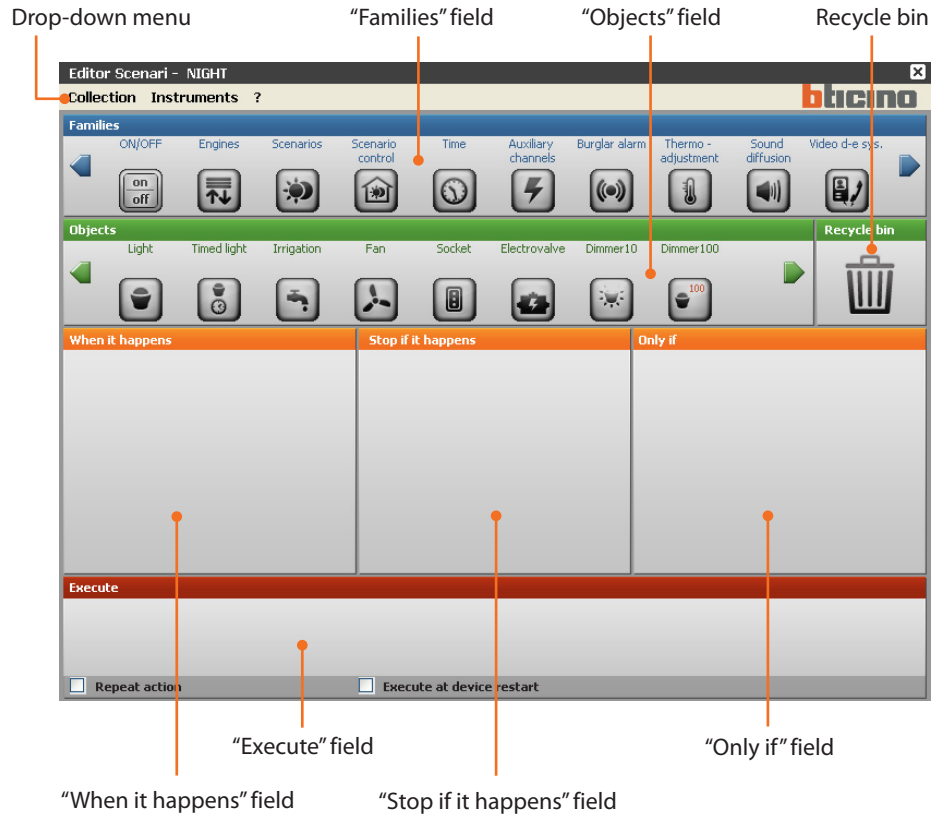 Drop-down menu “Families” field “Objects” field Recycle bin
Editor Scenari - NIGHT
Collection Instruments ?
bticino
Families
ON/OFF Engines Scenarios Scenario control Time Auxiliary channels Burglar alarm Thermo - adjustment Sound diffusion Video d-e sys.
on
off
Objects Recycle bin
Light Timed light Irrigation Fan Socket Electrovalve Dimmer10 Dimmer100
100
When it happens Stop if it happens Only if
Execute
Repeat action Execute at device restart
“Execute” field “Only if” field
“When it happens” field “Stop if it happens” field